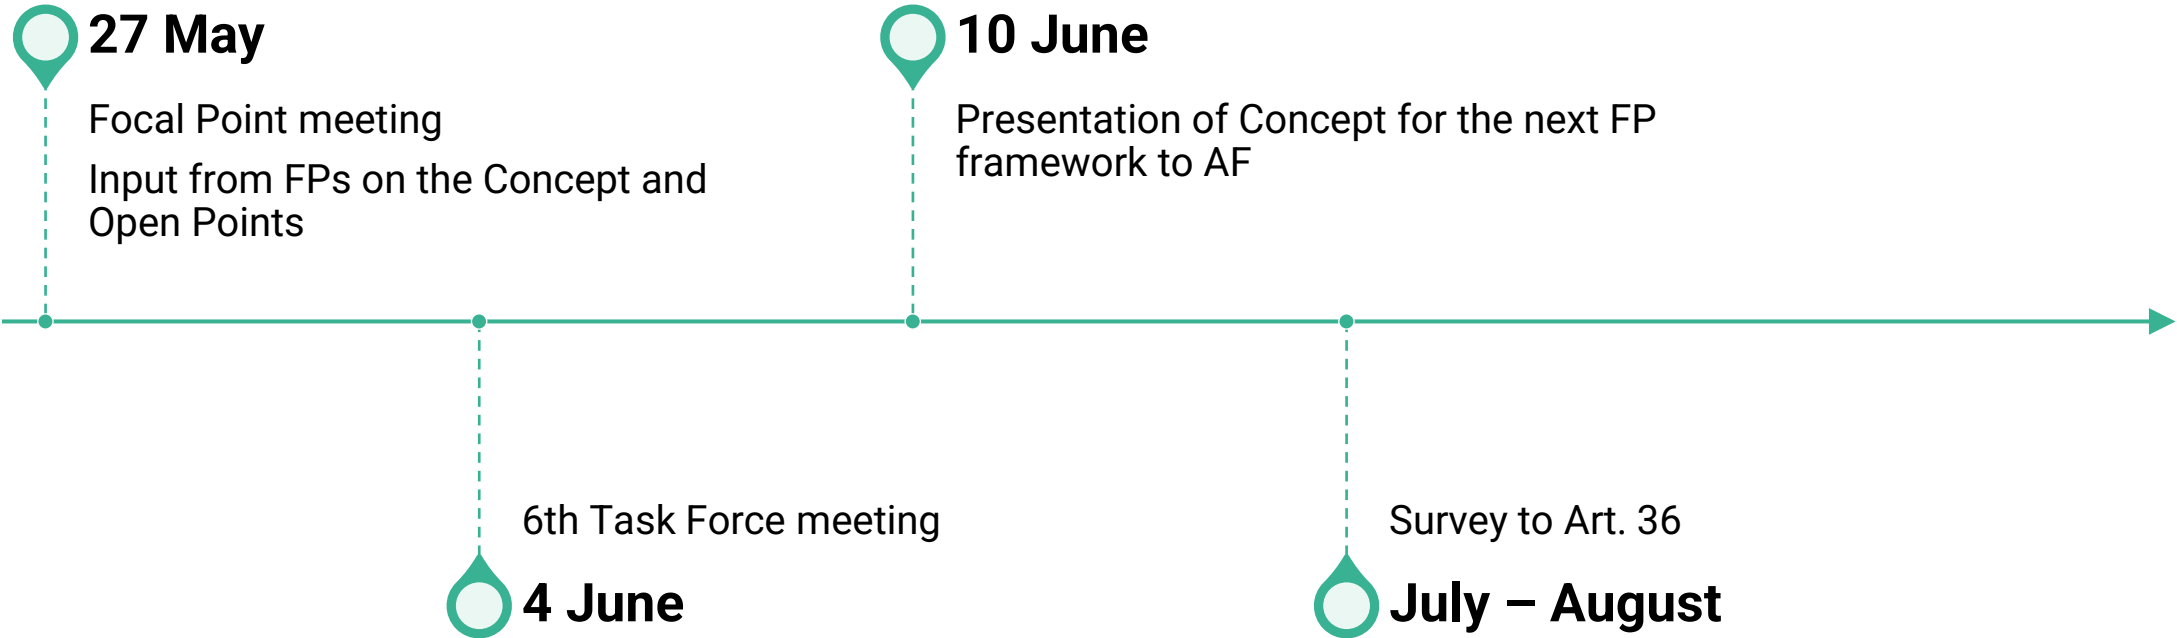 27 May
Focal Point meeting
Input from FPs on the Concept and
Open Points
10 June
Presentation of Concept for the next FP
framework to AF
6th Task Force meeting
4 June
Survey to Art. 36
July – August